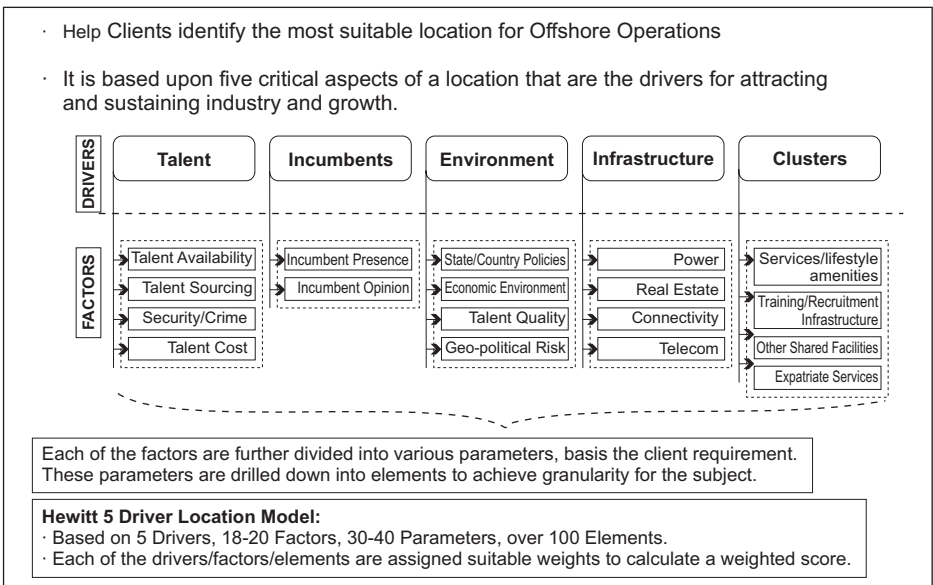 · Help Clients identify the most suitable location for Offshore Operations
· It is based upon five critical aspects of a location that are the drivers for attracting
and sustaining industry and growth.
DRIVERS
Talent
Incumbents
Environment
Infrastructure
Clusters
FACTORS
Talent Availability
Talent Sourcing
Security/Crime
Talent Cost
Incumbent Presence
Incumbent Opinion
State/Country Policies
Economic Environment
Talent Quality
Geo-political Risk
Power
Real Estate
Connectivity
Telecom
Services/lifestyle
amenities
Training/Recruitment
Infrastructure
Other Shared Facilities
Expatriate Services
Each of the factors are further divided into various parameters, basis the client requirement.
These parameters are drilled down into elements to achieve granularity for the subject.
Hewitt 5 Driver Location Model:
· Based on 5 Drivers, 18-20 Factors, 30-40 Parameters, over 100 Elements.
· Each of the drivers/factors/elements are assigned suitable weights to calculate a weighted score.